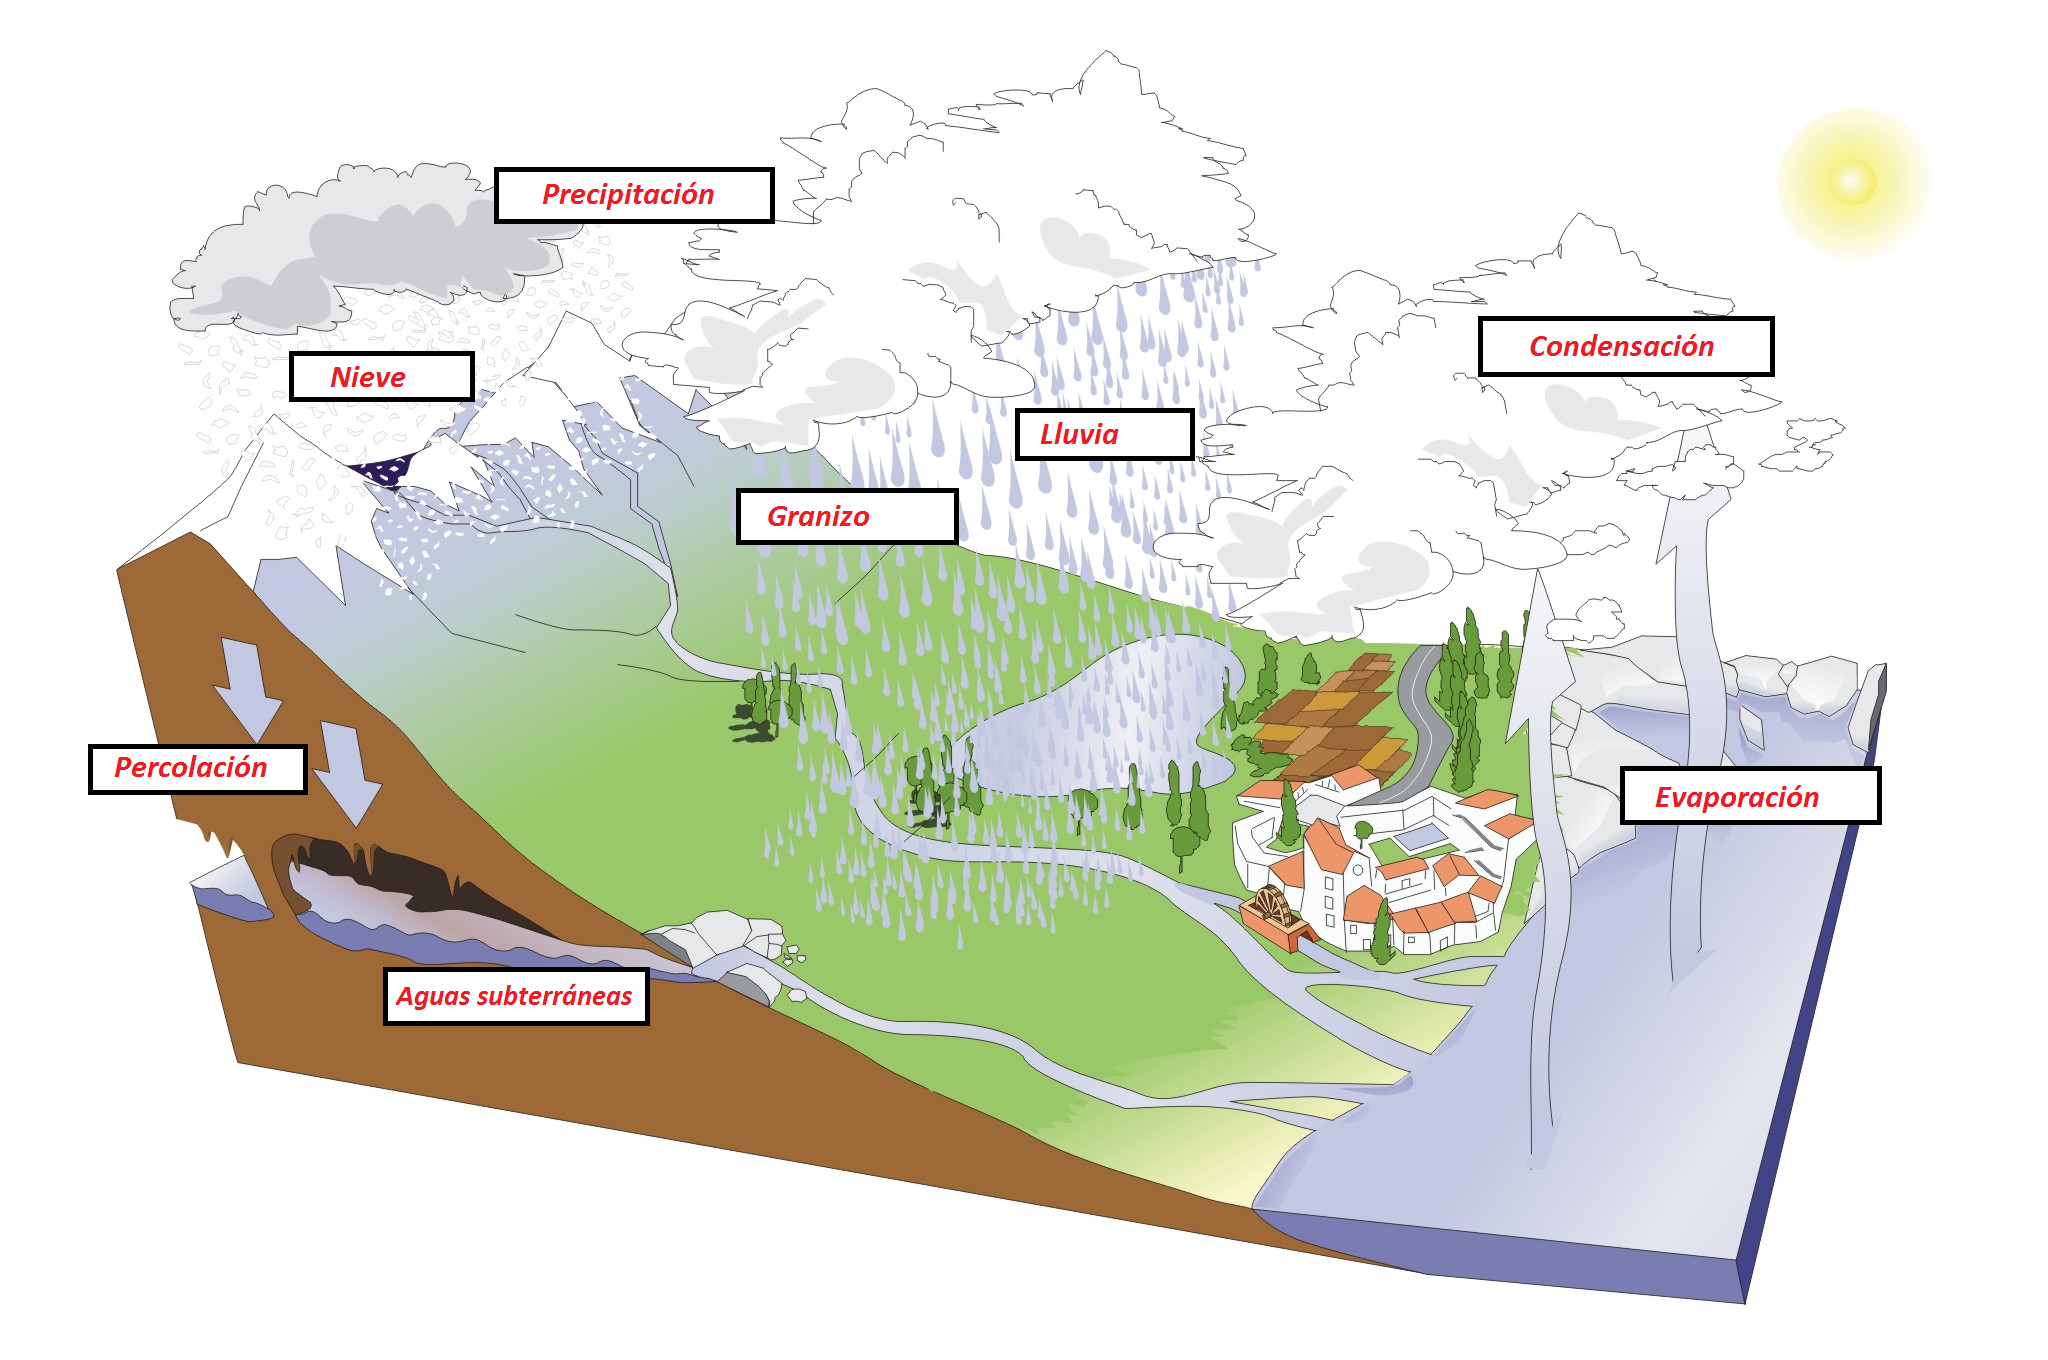 Precipitación
Condensación
Nieve
Lluvia
Granizo
Percolación
Evaporación
Aguas subterráneas